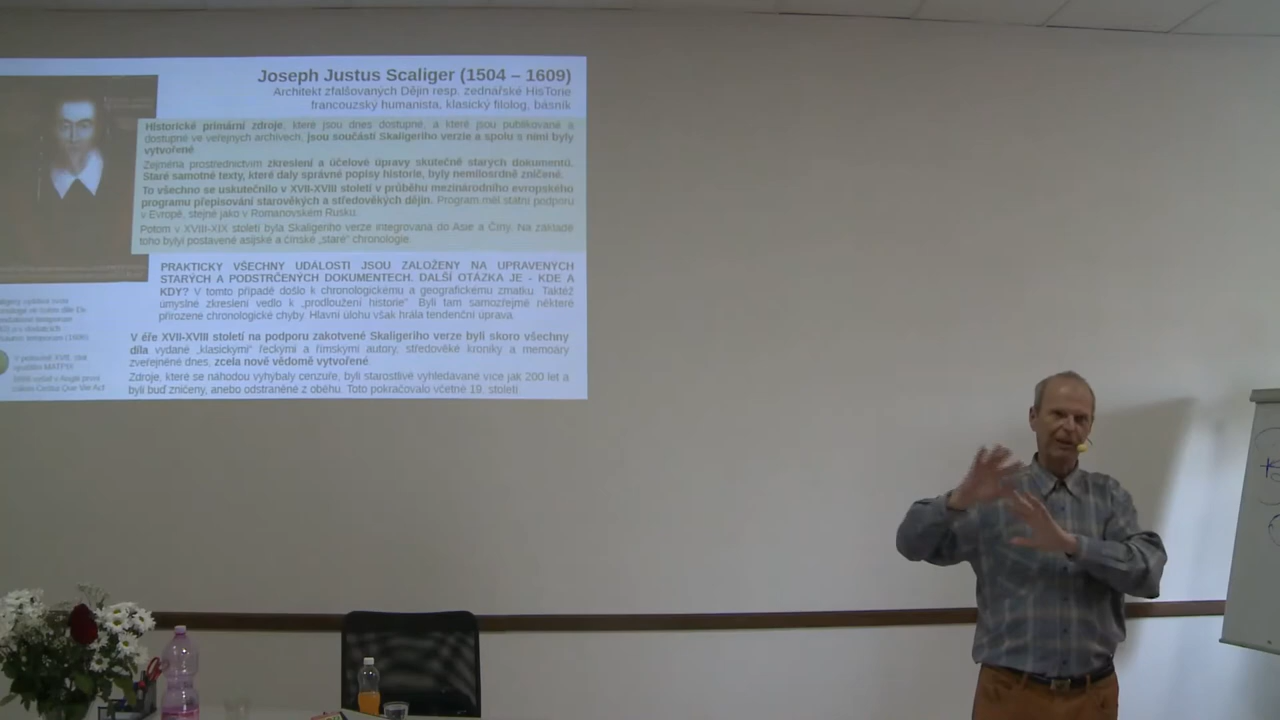 Joseph Justus Scaliger (1504 – 1609)
Architekt zfalšovaných Dějin resp. zednářské HisTorie
francouzský humanista, klasický filolog, básník
Historické primární zdroje, které jsou dnes dostupné, a které jsou publikované a
dostupné ve veřejných archivech, jsou součástí Skaligeriho verze a spolu s nimi byly
vytvořené.
Zejména prostřednictvím zkreslení a účelové úpravy skutečně starých dokumentů.
Staré samotné texty, které daly správné popisy historie, byly nemilosrdně zničené.
To všechno se uskutečnilo v XVII-XVIII století v průběhu mezinárodního evropského
programu přepisování starověkých a středověkých dějin. Program měl státní podporu
v Evropě, stejně jako v Romanovském Rusku.
Potom v XVIII-XIX století byla Skaligeriho verze integrovana do Asie a Číny. Na základě
toho bylyi postavené asijské a čínské „staré" chronologie.
PRAKTICKY VŠECHNY UDÁLOSTI JSOU ZALOŽENY NA UPRAVENÝCH
STARÝCH A PODSTRČENÝCH DOKUMENTECH. DALŠÍ OTÁZKA JE - KDE A
KDY? V tomto případě došlo k chronologickému a geografickému zmatku. Taktéž
úmyslné zkreslení vedlo k „prodloužení historie". Byli tam samozřejmě některé
přirozené chronologické chyby. Hlavní úlohu však hrála tendenční úprava.
V éře XVII-XVIII století na podporu zakotvené Skaligeriho verze byli skoro všechny
díla vydané „klasickými" řeckými a římskými autory, středověké kroniky a memoáry
zveřejněné dnes, zcela nově vědomě vytvořené.
Zdroje, které se náhodou vyhýbaly cenzuře, byli starostlivě vyhledávané více jak 200 let a
byli buď zničeny, anebo odstraněné z oběhu. Toto pokračovalo včetně 19. století